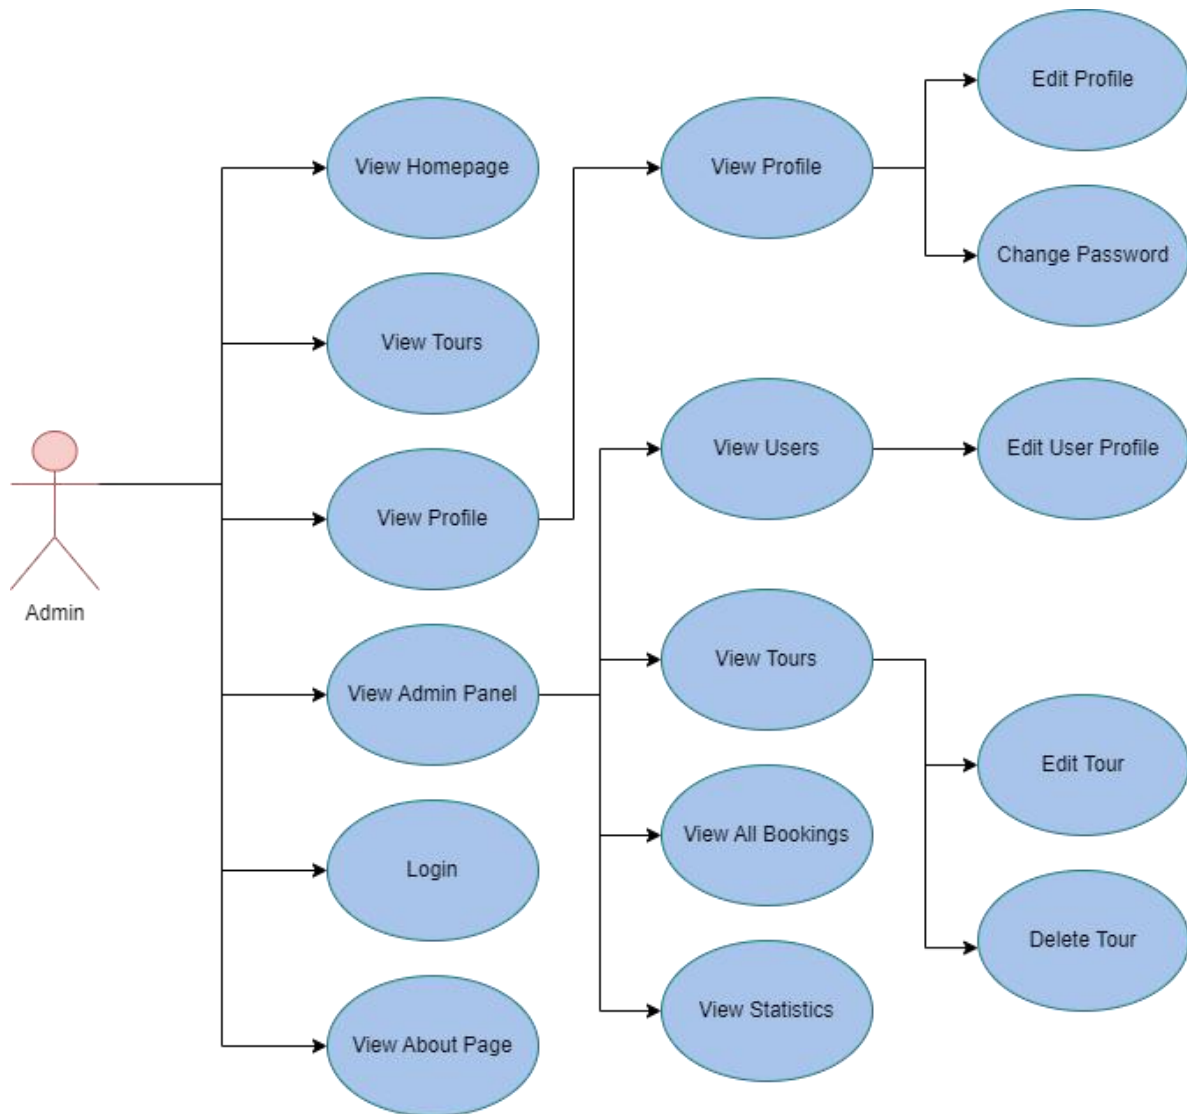 Edit Profile
View Homepage
View Profile
Change Password
View Tours
View Users
Edit User Profile
View Profile
Admin
View Tours
View Admin Panel
Edit Tour
View All Bookings
Login
Delete Tour
View Statistics
View About Page